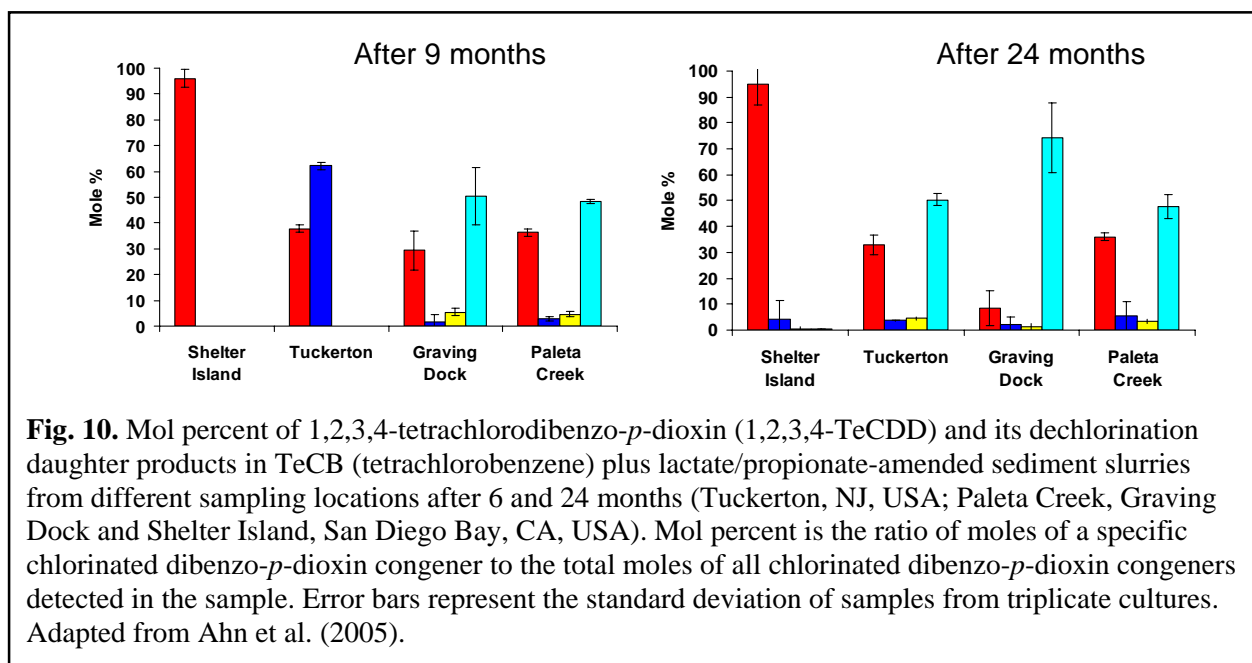 After 9 months
After 24 months
100
90
80
70
60
50
40
30
20
10
0
Mole %
Shelter Island
Tuckerton
Graving Dock
Paleta Creek
100
90
80
70
60
50
40
30
20
10
0
Mole %
Shelter Island
Tuckerton
Graving Dock
Paleta Creek
Fig. 10. Mol percent of 1,2,3,4-tetrachlorodibenzo-p-dioxin (1,2,3,4-TeCDD) and its dechlorination
daughter products in TeCB (tetrachlorobenzene) plus lactate/propionate-amended sediment slurries
from different sampling locations after 6 and 24 months (Tuckerton, NJ, USA; Paleta Creek, Graving
Dock and Shelter Island, San Diego Bay, CA, USA). Mol percent is the ratio of moles of a specific
chlorinated dibenzo-p-dioxin congener to the total moles of all chlorinated dibenzo-p-dioxin congeners
detected in the sample. Error bars represent the standard deviation of samples from triplicate cultures.
Adapted from Ahn et al. (2005).